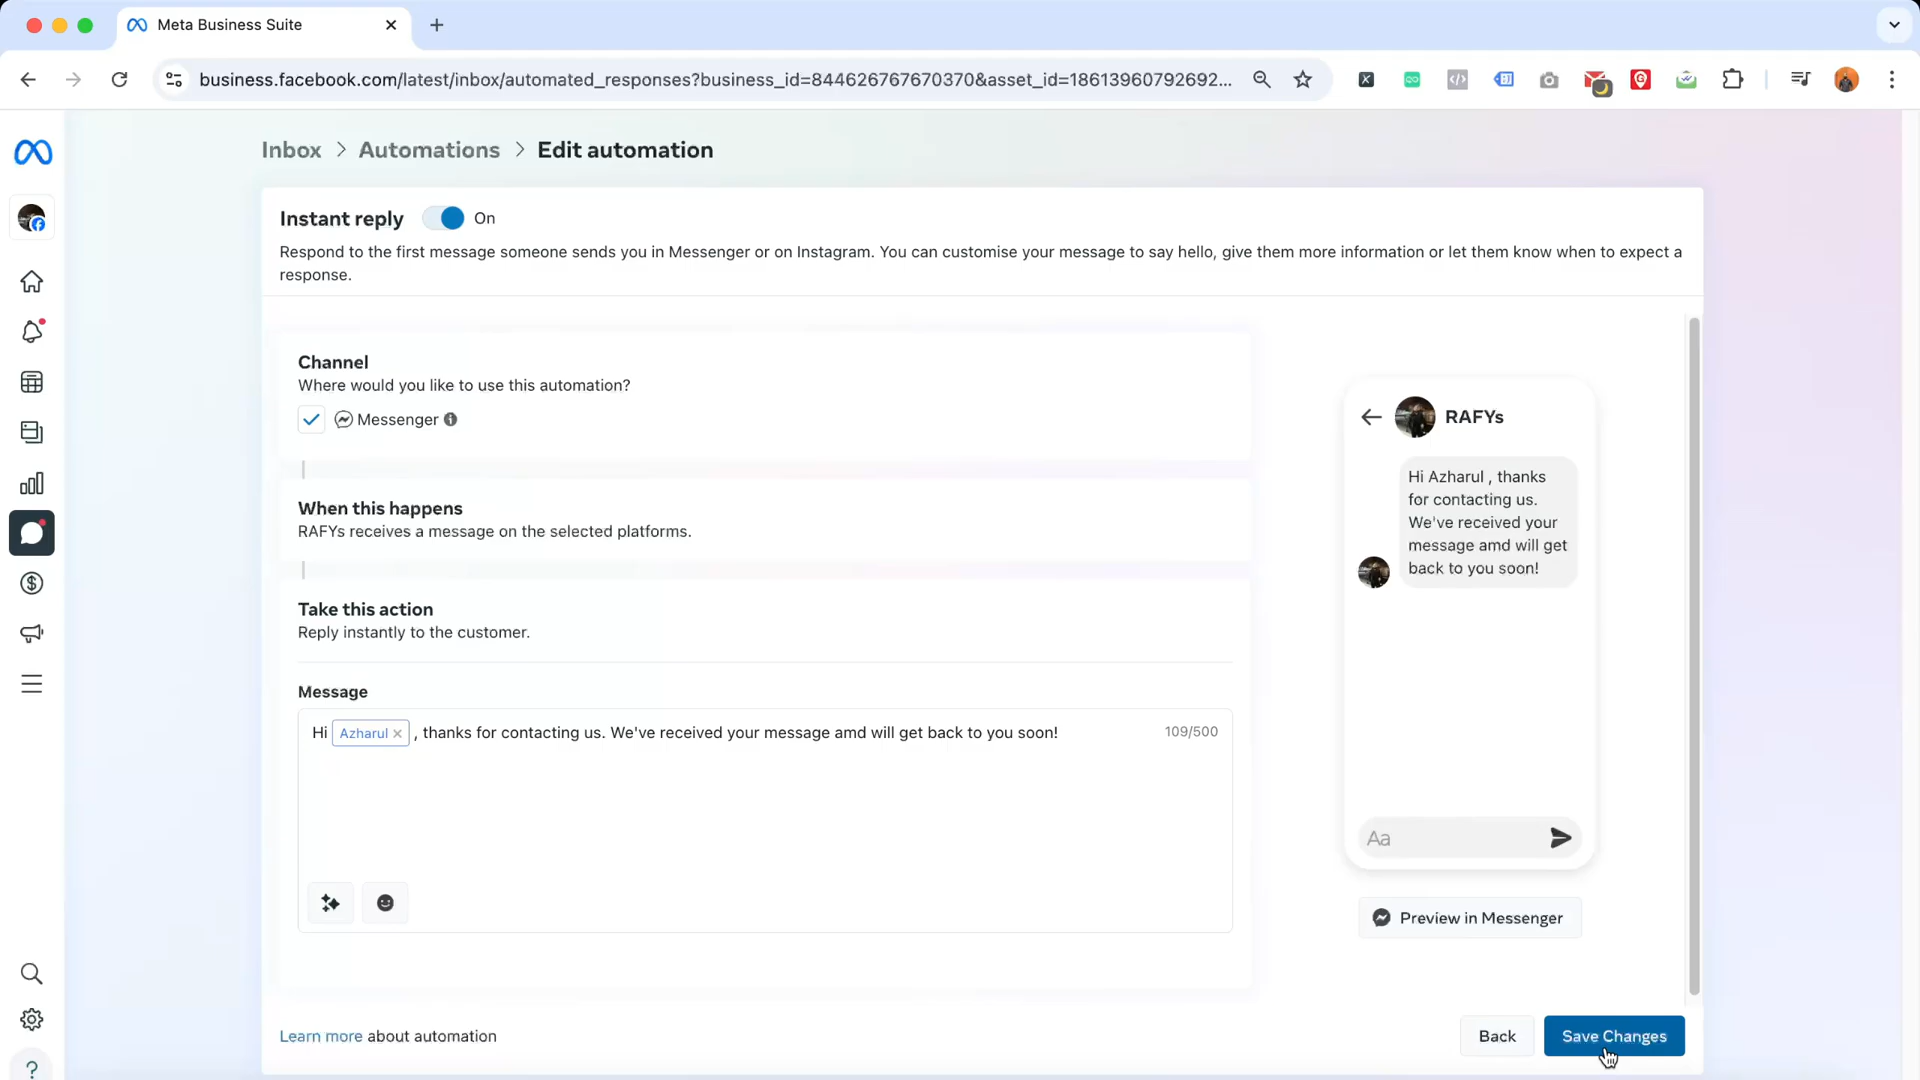 Meta Business Suite
business.facebook.com/latest/inbox/automated_responses?business_id=844626767670370&asset_id=18613960792692...
Inbox > Automations > Edit automation
Instant reply On
Respond to the first message someone sends you in Messenger or on Instagram. You can customise your message to say hello, give them more information or let them know when to expect a
response.
Channel
Where would you like to use this automation?
Messenger
When this happens
RAFYs receives a message on the selected platforms.
Take this action
Reply instantly to the customer.
Message
Hi Azharul × , thanks for contacting us. We've received your message amd will get back to you soon! 109/500
RAFYs
Hi Azharul , thanks
for contacting us.
We've received your
message amd will get
back to you soon!
Aa
Preview in Messenger
Learn more about automation
Back
Save Changes